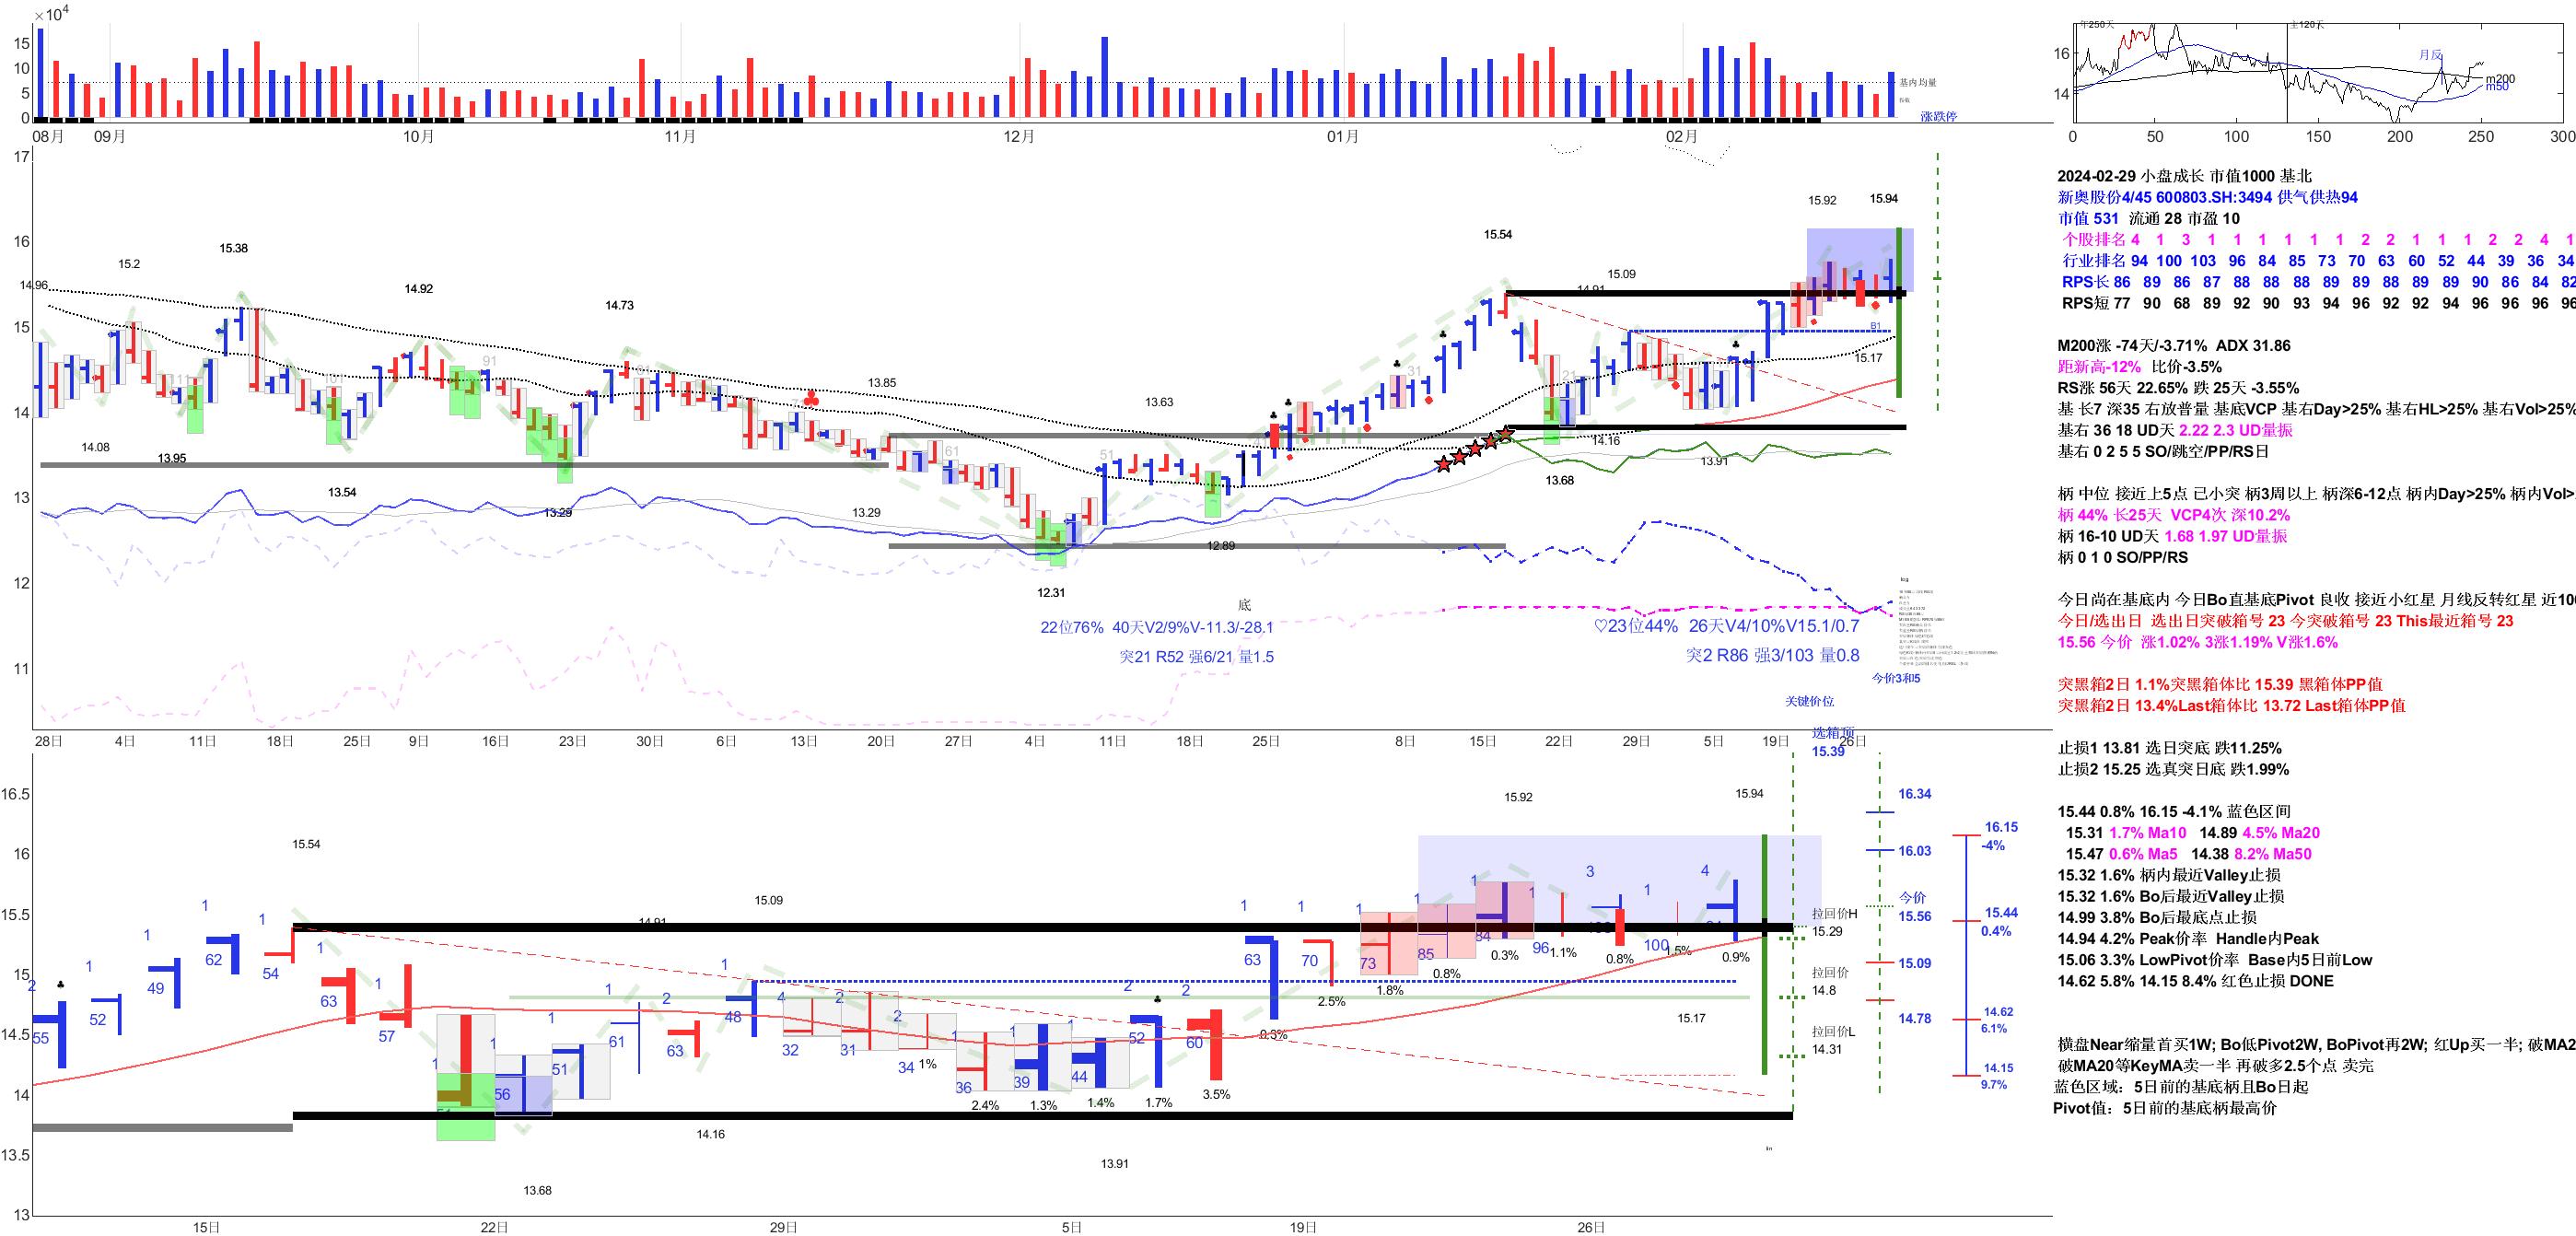 ×10⁴
15
10
5
0
基内均量
涨跌停
08月 09月 10月 11月 12月 01月 02月
年250天 主120天
16
14
月反
m200
m50
0 50 100 150 200 250 300
17
16
15
14
13
12
11
14.96 15.2 15.38 14.92 14.73 13.85 13.63 15.54 14.91 15.09 15.92 15.94
14.08 13.95 13.54 13.29 13.29 12.31 12.89 13.68 14.16 13.91 15.17
91 51 61 31 21
B1
底
22位76% 40天V2/9%V-11.3/-28.1
突21 R52 强6/21 量1.5
♡23位44% 26天V4/10%V15.1/0.7
突2 R86 强3/103 量0.8
今价3和5
关键价位
选箱顶
15.39
28日 4日 11日 18日 25日 9日 16日 23日 30日 6日 13日 20日 27日 4日 11日 18日 25日 8日 15日 22日 29日 5日 19日 26日
2024-02-29 小盘成长 市值1000 基北
新奥股份4/45 600803.SH:3494 供气供热94
市值 531 流通 28 市盈 10
个股排名 4 1 3 1 1 1 1 1 1 2 2 1 1 1 2 2 4 1
行业排名 94 100 103 96 84 85 73 70 63 60 52 44 39 36 34
RPS长 86 89 86 87 88 88 88 89 89 88 89 89 90 86 84 82
RPS短 77 90 68 89 92 90 93 94 96 92 92 94 96 96 96 96
M200涨 -74天/-3.71% ADX 31.86
距新高-12% 比价-3.5%
RS涨 56天 22.65% 跌 25天 -3.55%
基 长7 深35 右放普量 基底VCP 基右Day>25% 基右HL>25% 基右Vol>25%
基右 36 18 UD天 2.22 2.3 UD量振
基右 0 2 5 5 SO/跳空/PP/RS日
柄 中位 接近上5点 己小突 柄3周以上 柄深6-12点 柄内Day>25% 柄内Vol>
柄 44% 长25天 VCP4次 深10.2%
柄 16-10 UD天 1.68 1.97 UD量振
柄 0 1 0 SO/PP/RS
今日尚在基底内 今日Bo直基底Pivot 良收 接近小红星 月线反转红星 近10
今日/选出日 选出日突破箱号 23 今突破箱号 23 This最近箱号 23
15.56 今价 涨1.02% 3涨1.19% V涨1.6%
突黑箱2日 1.1%突黑箱体比 15.39 黑箱体PP值
突黑箱2日 13.4%Last箱体比 13.72 Last箱体PP值
止损1 13.81 选日突底 跌11.25%
止损2 15.25 选真突日底 跌1.99%
15.44 0.8% 16.15 -4.1% 蓝色区间
15.31 1.7% Ma10 14.89 4.5% Ma20
15.47 0.6% Ma5 14.38 8.2% Ma50
15.32 1.6% 柄内最近Valley止损
15.32 1.6% Bo后最近Valley止损
14.99 3.8% Bo后最底点止损
14.94 4.2% Peak价率 Handle内Peak
15.06 3.3% LowPivot价率 Base内5日前Low
14.62 5.8% 14.15 8.4% 红色止损 DONE
横盘Near缩量首买1W; Bo低Pivot2W, BoPivot再2W; 红Up买一半; 破MA2
破MA20等KeyMA卖一半 再破多2.5个点 卖完
蓝色区域：5日前的基底柄且Bo日起
Pivot值：5日前的基底柄最高价
16.5
16
15.5
15
14.5
14
13.5
13
15.54 14.91 15.09 15.92 15.94
13.68 14.16 13.91 15.17
55 52 49 62 54 63 57 56 51 61 63 48 32 31 34 36 39 44 52 60 63 70 73 85 84 96 100
1% 2.4% 1.3% 1.4% 1.7% 3.5% 0.3% 2.5% 1.8% 0.8% 0.3% 1.1% 0.8% 1.5% 0.9%
拉回价H
15.29
拉回价
14.8
拉回价L
14.31
16.34
16.03
今价
15.56
15.09
14.78
16.15
-4%
15.44
0.4%
14.62
6.1%
14.15
9.7%
15日 22日 29日 5日 19日 26日